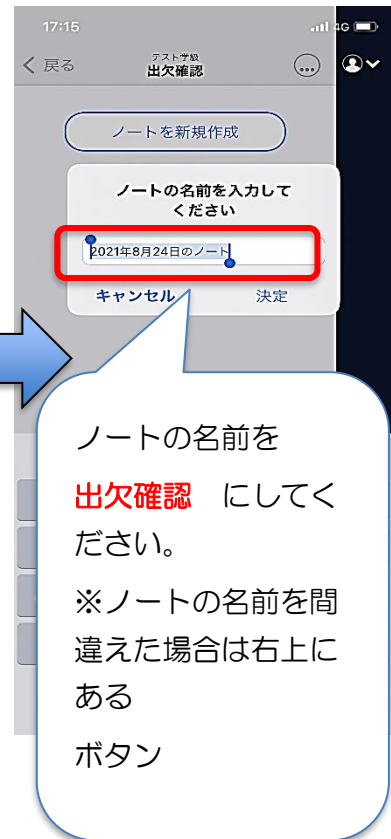 17:15
4G
戻る
テスト学級
出欠確認
ノートを新規作成
ノートの名前を入力して
ください
2021年8月24日のノート
キャンセル
決定
ノートの名前を
出欠確認 にしてく
ださい。
※ノートの名前を間
違えた場合は右上に
ある
ボタン